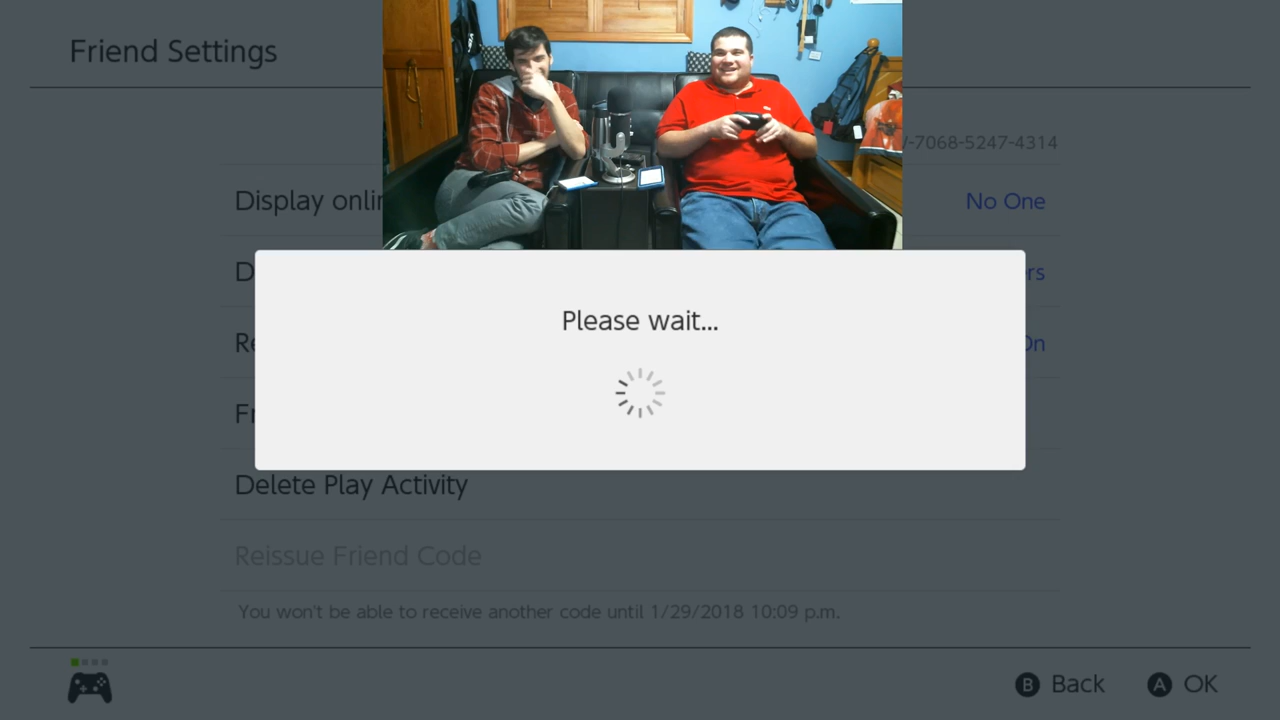 Friend Settings
-7068-5247-4314
Display onli
No One
D
rs
Re
On
Fr
Please wait...
Delete Play Activity
Reissue Friend Code
You won't be able to receive another code until 1/29/2018 10:09 p.m.
B Back
A OK